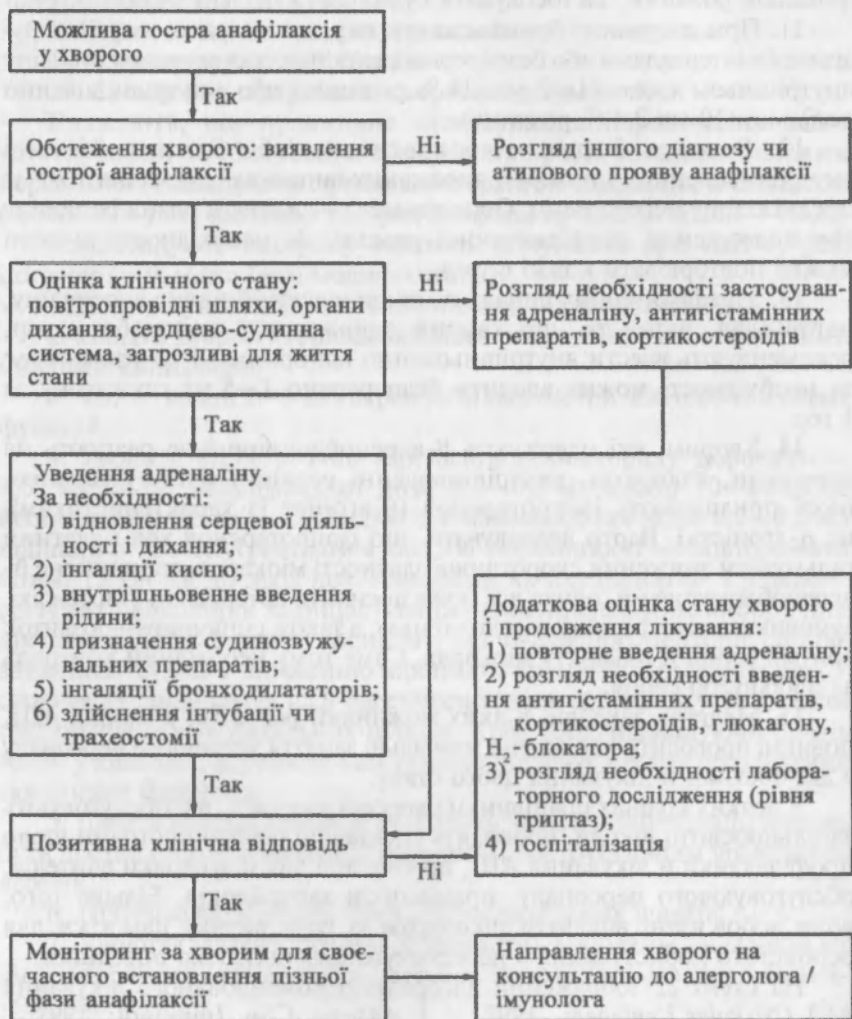 Можлива гостра анафілаксія
у хворого
Так
Обстеження хворого: виявлення
гострої анафілаксії
Ні
Розгляд іншого діагнозу чи
атипового прояву анафілаксії
Так
Оцінка клінічного стану:
повітропровідні шляхи, органи
дихання, серцево-судинна
система, загрозливі для життя
стани
Ні
Розгляд необхідності застосуван-
ня адреналіну, антигістамінних
препаратів, кортикостероїдів
Так
Уведення адреналіну.
За необхідності:
1) відновлення серцевої діяль-
ності і дихання;
2) інгаляції кисню;
3) внутрішньовенне введення
рідини;
4) призначення судинозвужу-
вальних препаратів;
5) інгаляції бронходилататорів;
6) здійснення інтубації чи
трахеостомії
Додаткова оцінка стану хворого
і продовження лікування:
1) повторне введення адреналіну;
2) розгляд необхідності введен-
ня антигістамінних препаратів,
кортикостероїдів, глюкагону,
H₂-блокатора;
3) розгляд необхідності лабора-
торного дослідження (рівня
триптаз);
4) госпіталізація
Так
Позитивна клінічна відповідь
Ні
Так
Моніторинг за хворим для своє-
часного встановлення пізньої
фази анафілаксії
Направлення хворого на
консультацію до алерголога /
імунолога